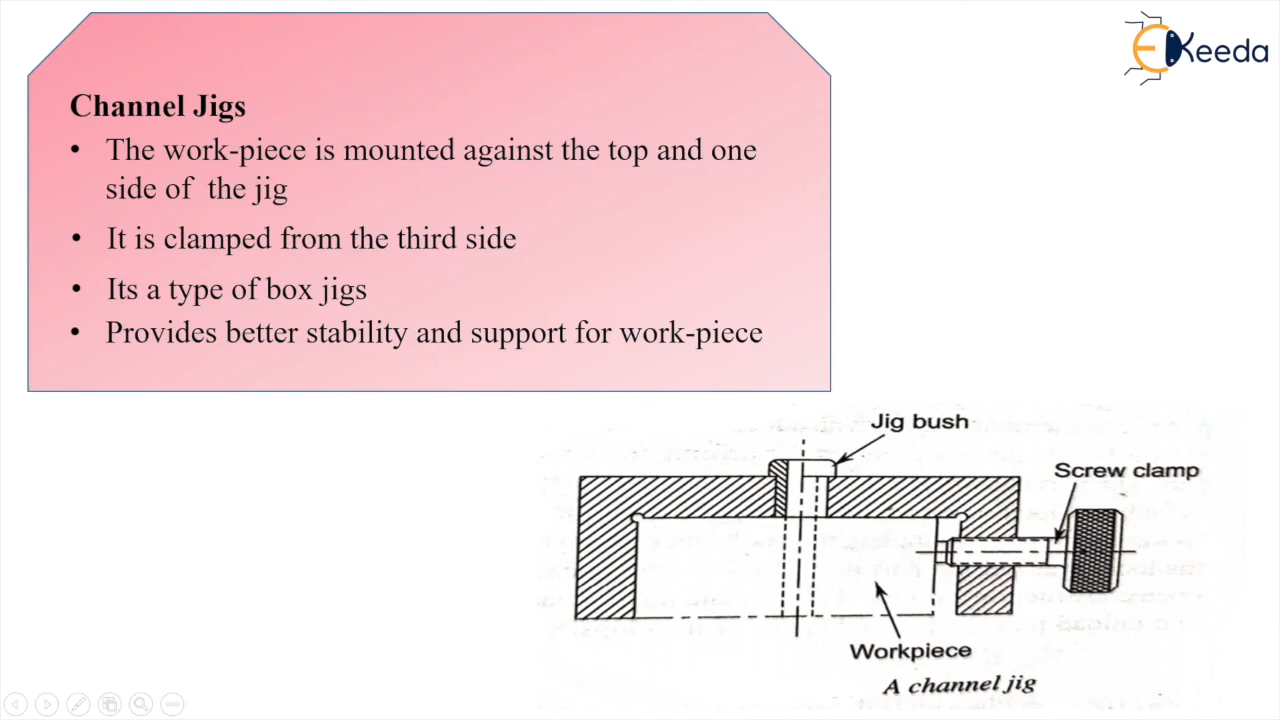 EKeeda
Channel Jigs
• The work-piece is mounted against the top and one
side of the jig
• It is clamped from the third side
• Its a type of box jigs
• Provides better stability and support for work-piece
Jig bush
Screw clamp
Workpiece
A channel jig